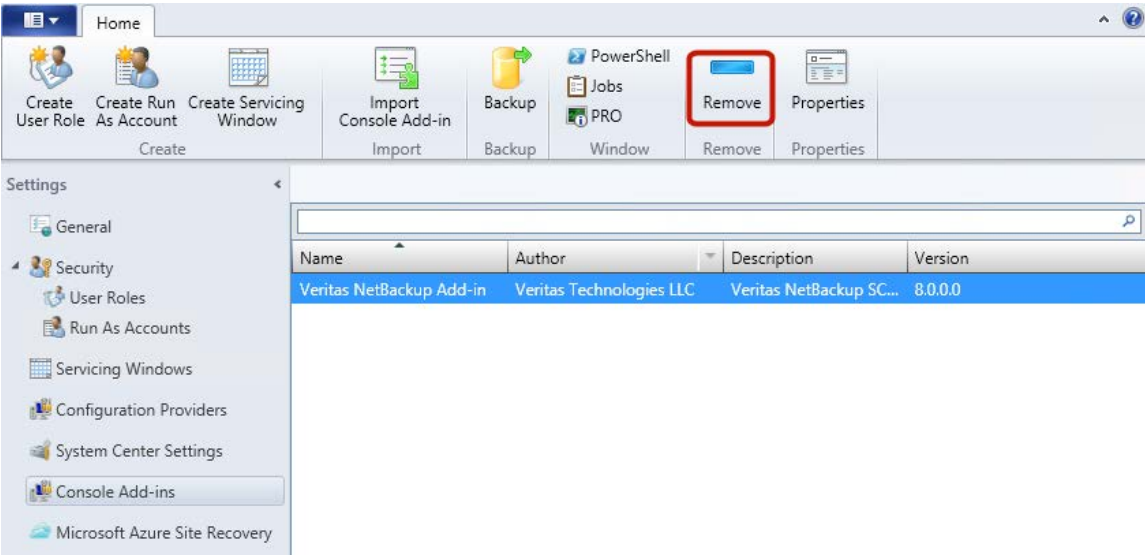 Home
PowerShell
Jobs
PRO
Create User Role
Create Run As Account
Create Servicing Window
Import Console Add-in
Backup
Remove
Properties
Create
Import
Backup
Window
Remove
Properties
Settings
General
Security
User Roles
Run As Accounts
Servicing Windows
Configuration Providers
System Center Settings
Console Add-ins
Microsoft Azure Site Recovery
Name Author Description Version
Veritas NetBackup Add-in Veritas Technologies LLC Veritas NetBackup SC... 8.0.0.0